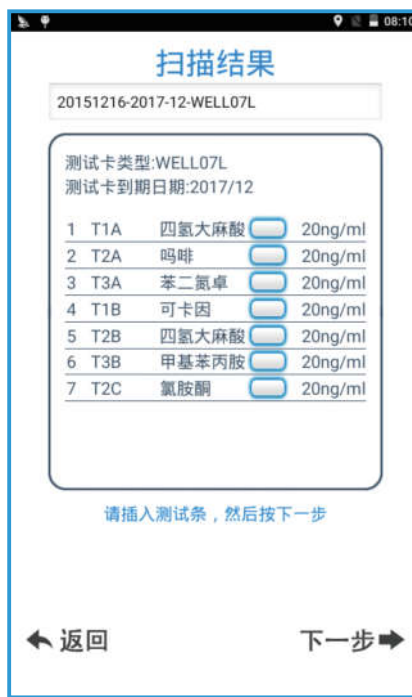 08:10
扫描结果
20151216-2017-12-WELL07L
测试卡类型:WELL07L
测试卡到期日期:2017/12
1 T1A 四氢大麻酸 20ng/ml
2 T2A 吗啡 20ng/ml
3 T3A 苯二氮卓 20ng/ml
4 T1B 可卡因 20ng/ml
5 T2B 四氢大麻酸 20ng/ml
6 T3B 甲基苯丙胺 20ng/ml
7 T2C 氯胺酮 20ng/ml
请插入测试条，然后按下一步
返回 下一步